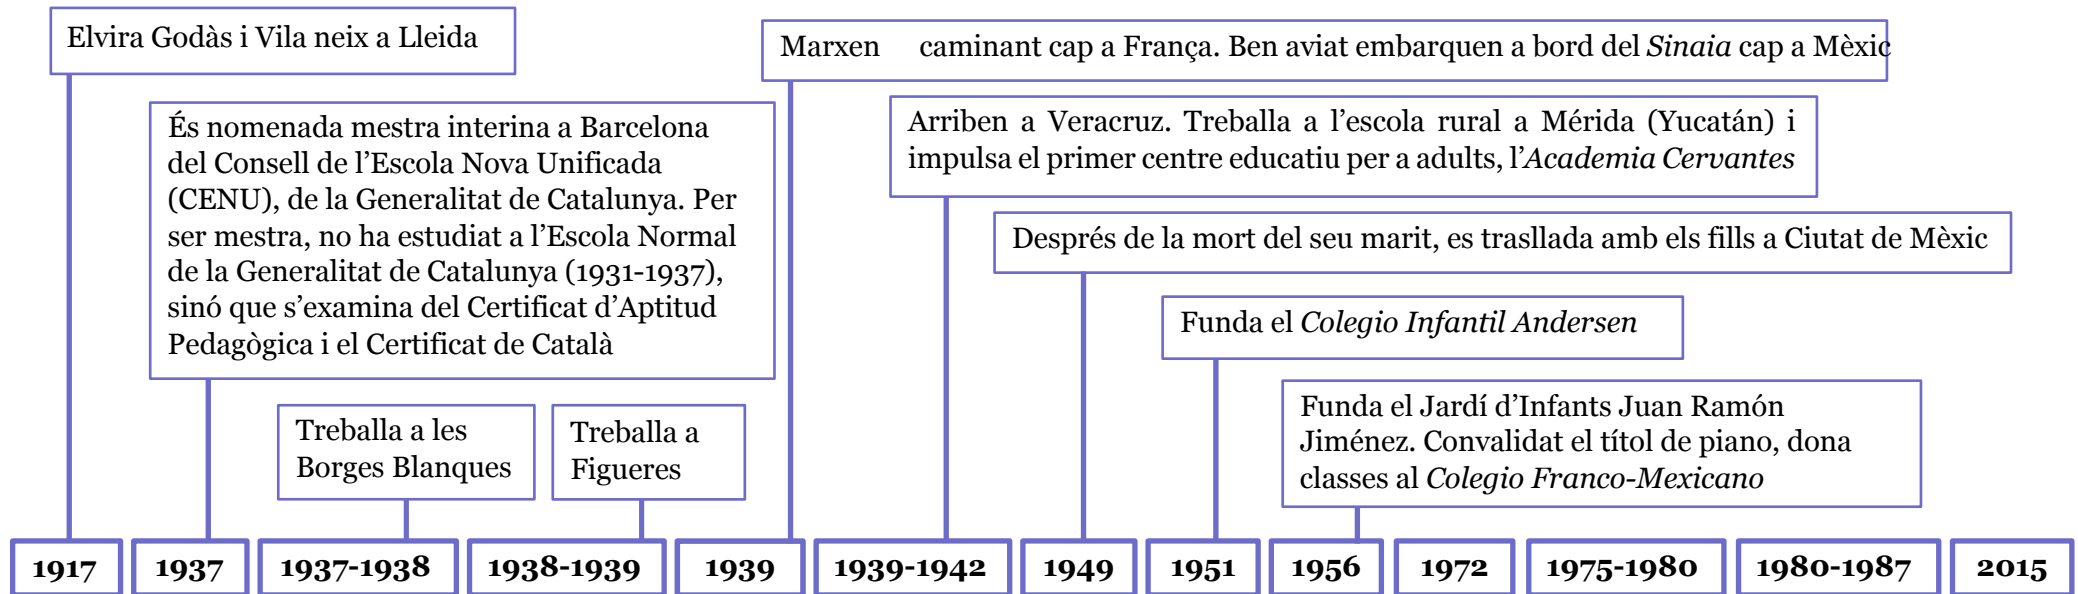 Elvira Godàs i Vila neix a Lleida
Marxen caminant cap a França. Ben aviat embarquen a bord del Sinaia cap a Mèxic
És nomenada mestra interina a Barcelona
del Consell de l’Escola Nova Unificada
(CENU), de la Generalitat de Catalunya. Per
ser mestra, no ha estudiat a l’Escola Normal
de la Generalitat de Catalunya (1931-1937),
sinó que s’examina del Certificat d’Aptitud
Pedagògica i el Certificat de Català
Arriben a Veracruz. Treballa a l’escola rural a Mérida (Yucatán) i
impulsa el primer centre educatiu per a adults, l’Academia Cervantes
Després de la mort del seu marit, es trasllada amb els fills a Ciutat de Mèxic
Funda el Colegio Infantil Andersen
Funda el Jardí d’Infants Juan Ramón
Jiménez. Convalidat el títol de piano, dona
classes al Colegio Franco-Mexicano
Treballa a les
Borges Blanques
Treballa a
Figueres
1917 1937 1937-1938 1938-1939 1939 1939-1942 1949 1951 1956 1972 1975-1980 1980-1987 2015